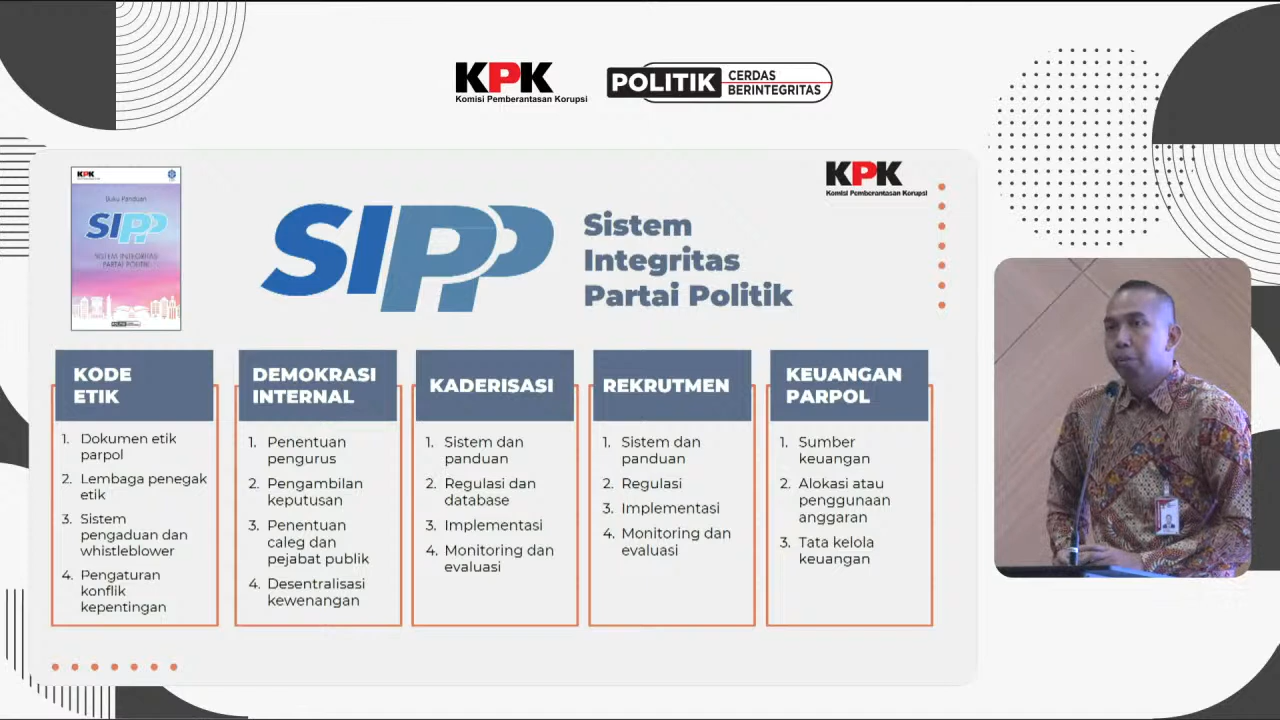 KPK
Komisi Pemberantasan Korupsi
POLITIK
CERDAS
BERINTEGRITAS
KPK
Buku Panduan
SIPP
SISTEM INTEGRITAS
PARTAI POLITIK
SIPP
Sistem
Integritas
Partai Politik
KPK
Komisi Pemberantasan Korupsi
KODE
ETIK
1. Dokumen etik
parpol
2. Lembaga penegak
etik
3. Sistem
pengaduan dan
whistleblower
4. Pengaturan
konflik
kepentingan
DEMOKRASI
INTERNAL
1. Penentuan
pengurus
2. Pengambilan
keputusan
3. Penentuan
caleg dan
pejabat publik
4. Desentralisasi
kewenangan
KADERISASI
1. Sistem dan
panduan
2. Regulasi dan
database
3. Implementasi
4. Monitoring dan
evaluasi
REKRUTMEN
1. Sistem dan
panduan
2. Regulasi
3. Implementasi
4. Monitoring dan
evaluasi
KEUANGAN
PARPOL
1. Sumber
keuangan
2. Alokasi atau
penggunaan
anggaran
3. Tata kelola
keuangan